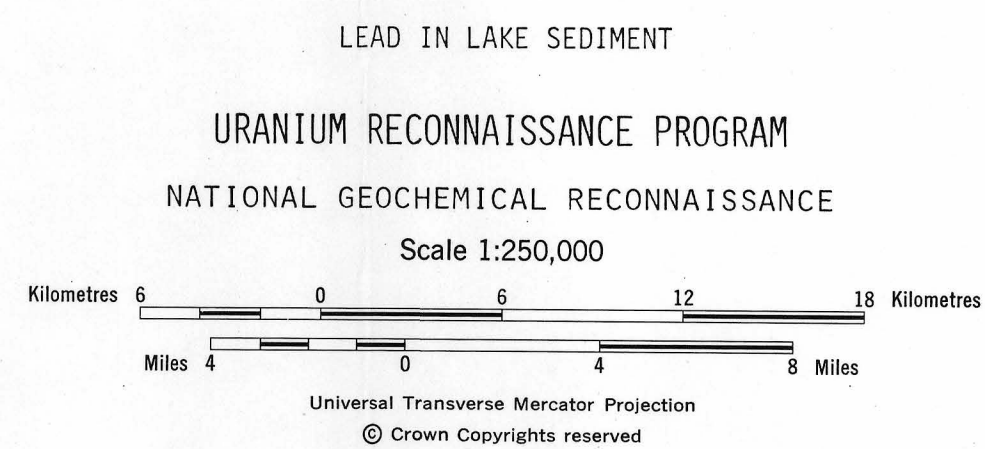 LEAD IN LAKE SEDIMENT
URANIUM RECONNAISSANCE PROGRAM
NATIONAL GEOCHEMICAL RECONNAISSANCE
Scale 1:250,000
Kilometres 6 0 6 12 18 Kilometres
Miles 4 0 4 8 Miles
Universal Transverse Mercator Projection
© Crown Copyrights reserved